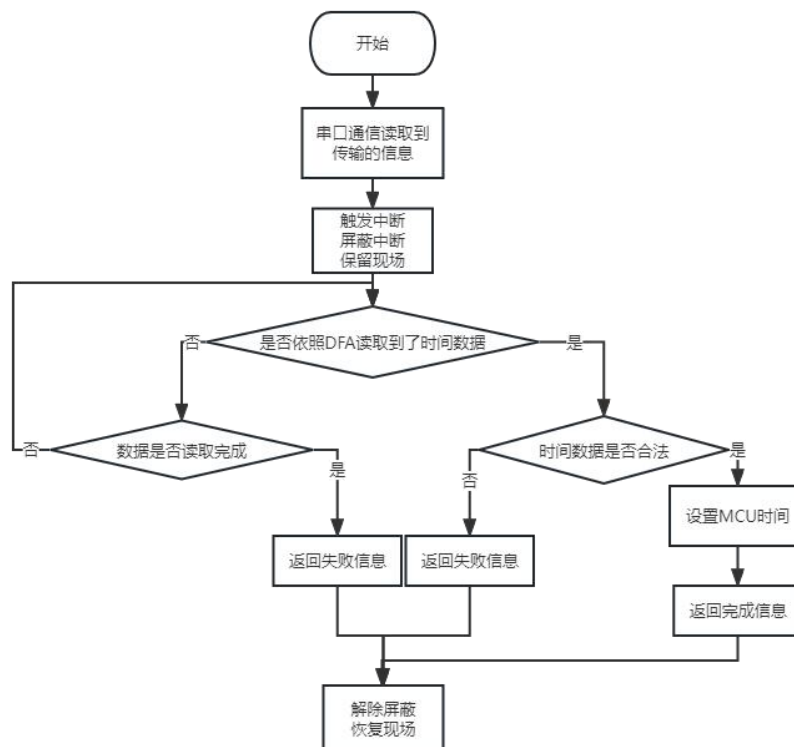 开始
串口通信读取到
传输的信息
触发中断
屏蔽中断
保留现场
否
是否依照DFA读取到了时间数据
是
否
数据是否读取完成
是
时间数据是否合法
是
否
设置MCU时间
返回失败信息
返回失败信息
返回完成信息
解除屏蔽
恢复现场